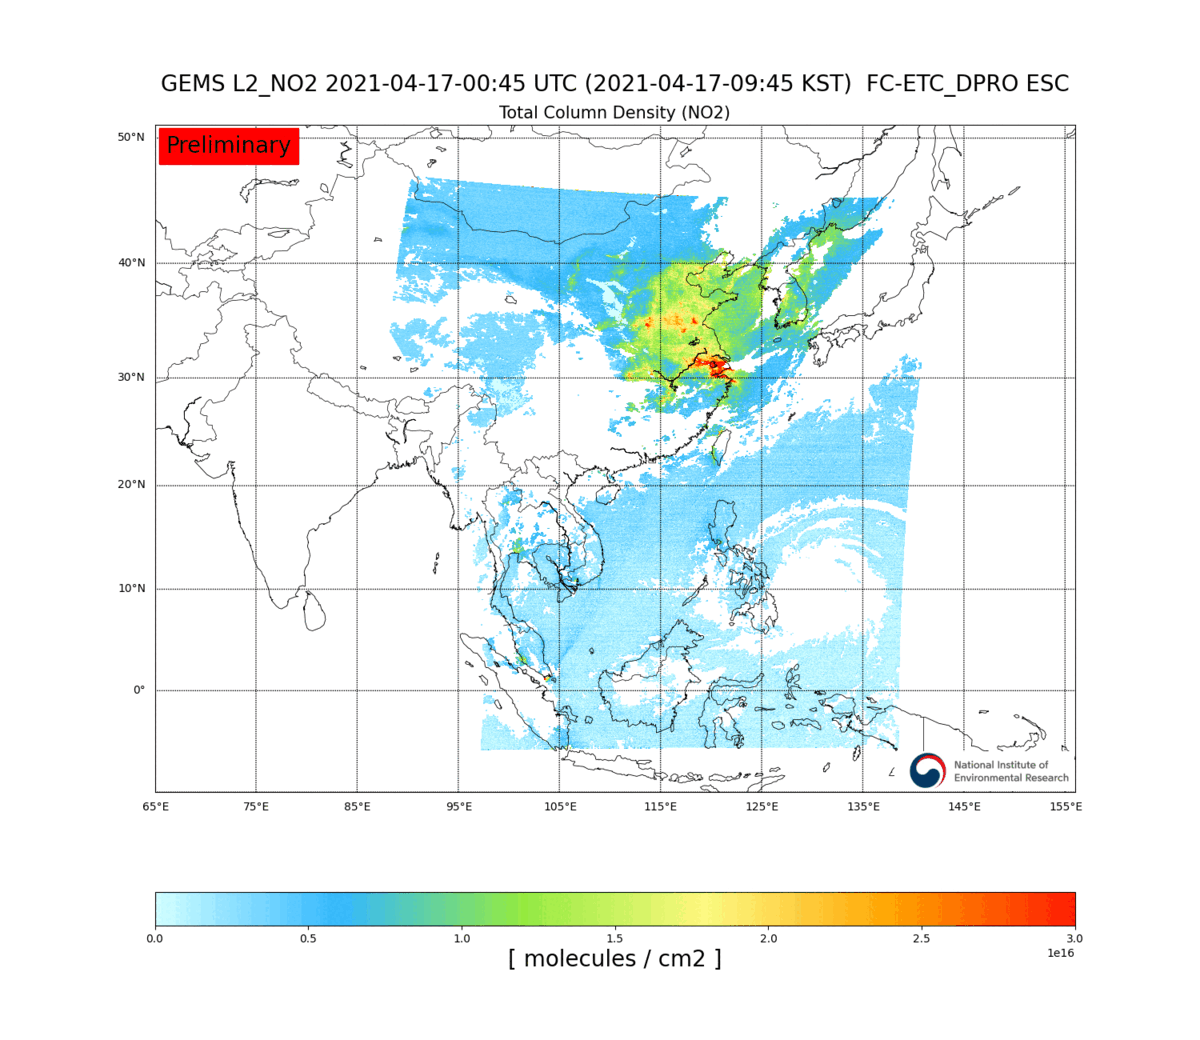 GEMS L2_NO2 2021-04-17-00:45 UTC (2021-04-17-09:45 KST)  FC-ETC_DPRO ESC
Total Column Density (NO2)
Preliminary
50°N
40°N
30°N
20°N
10°N
0°
National Institute of
Environmental Research
65°E 75°E 85°E 95°E 105°E 115°E 125°E 135°E 145°E 155°E
0.0 0.5 1.0 1.5 2.0 2.5 3.0
1e16
[ molecules / cm2 ]